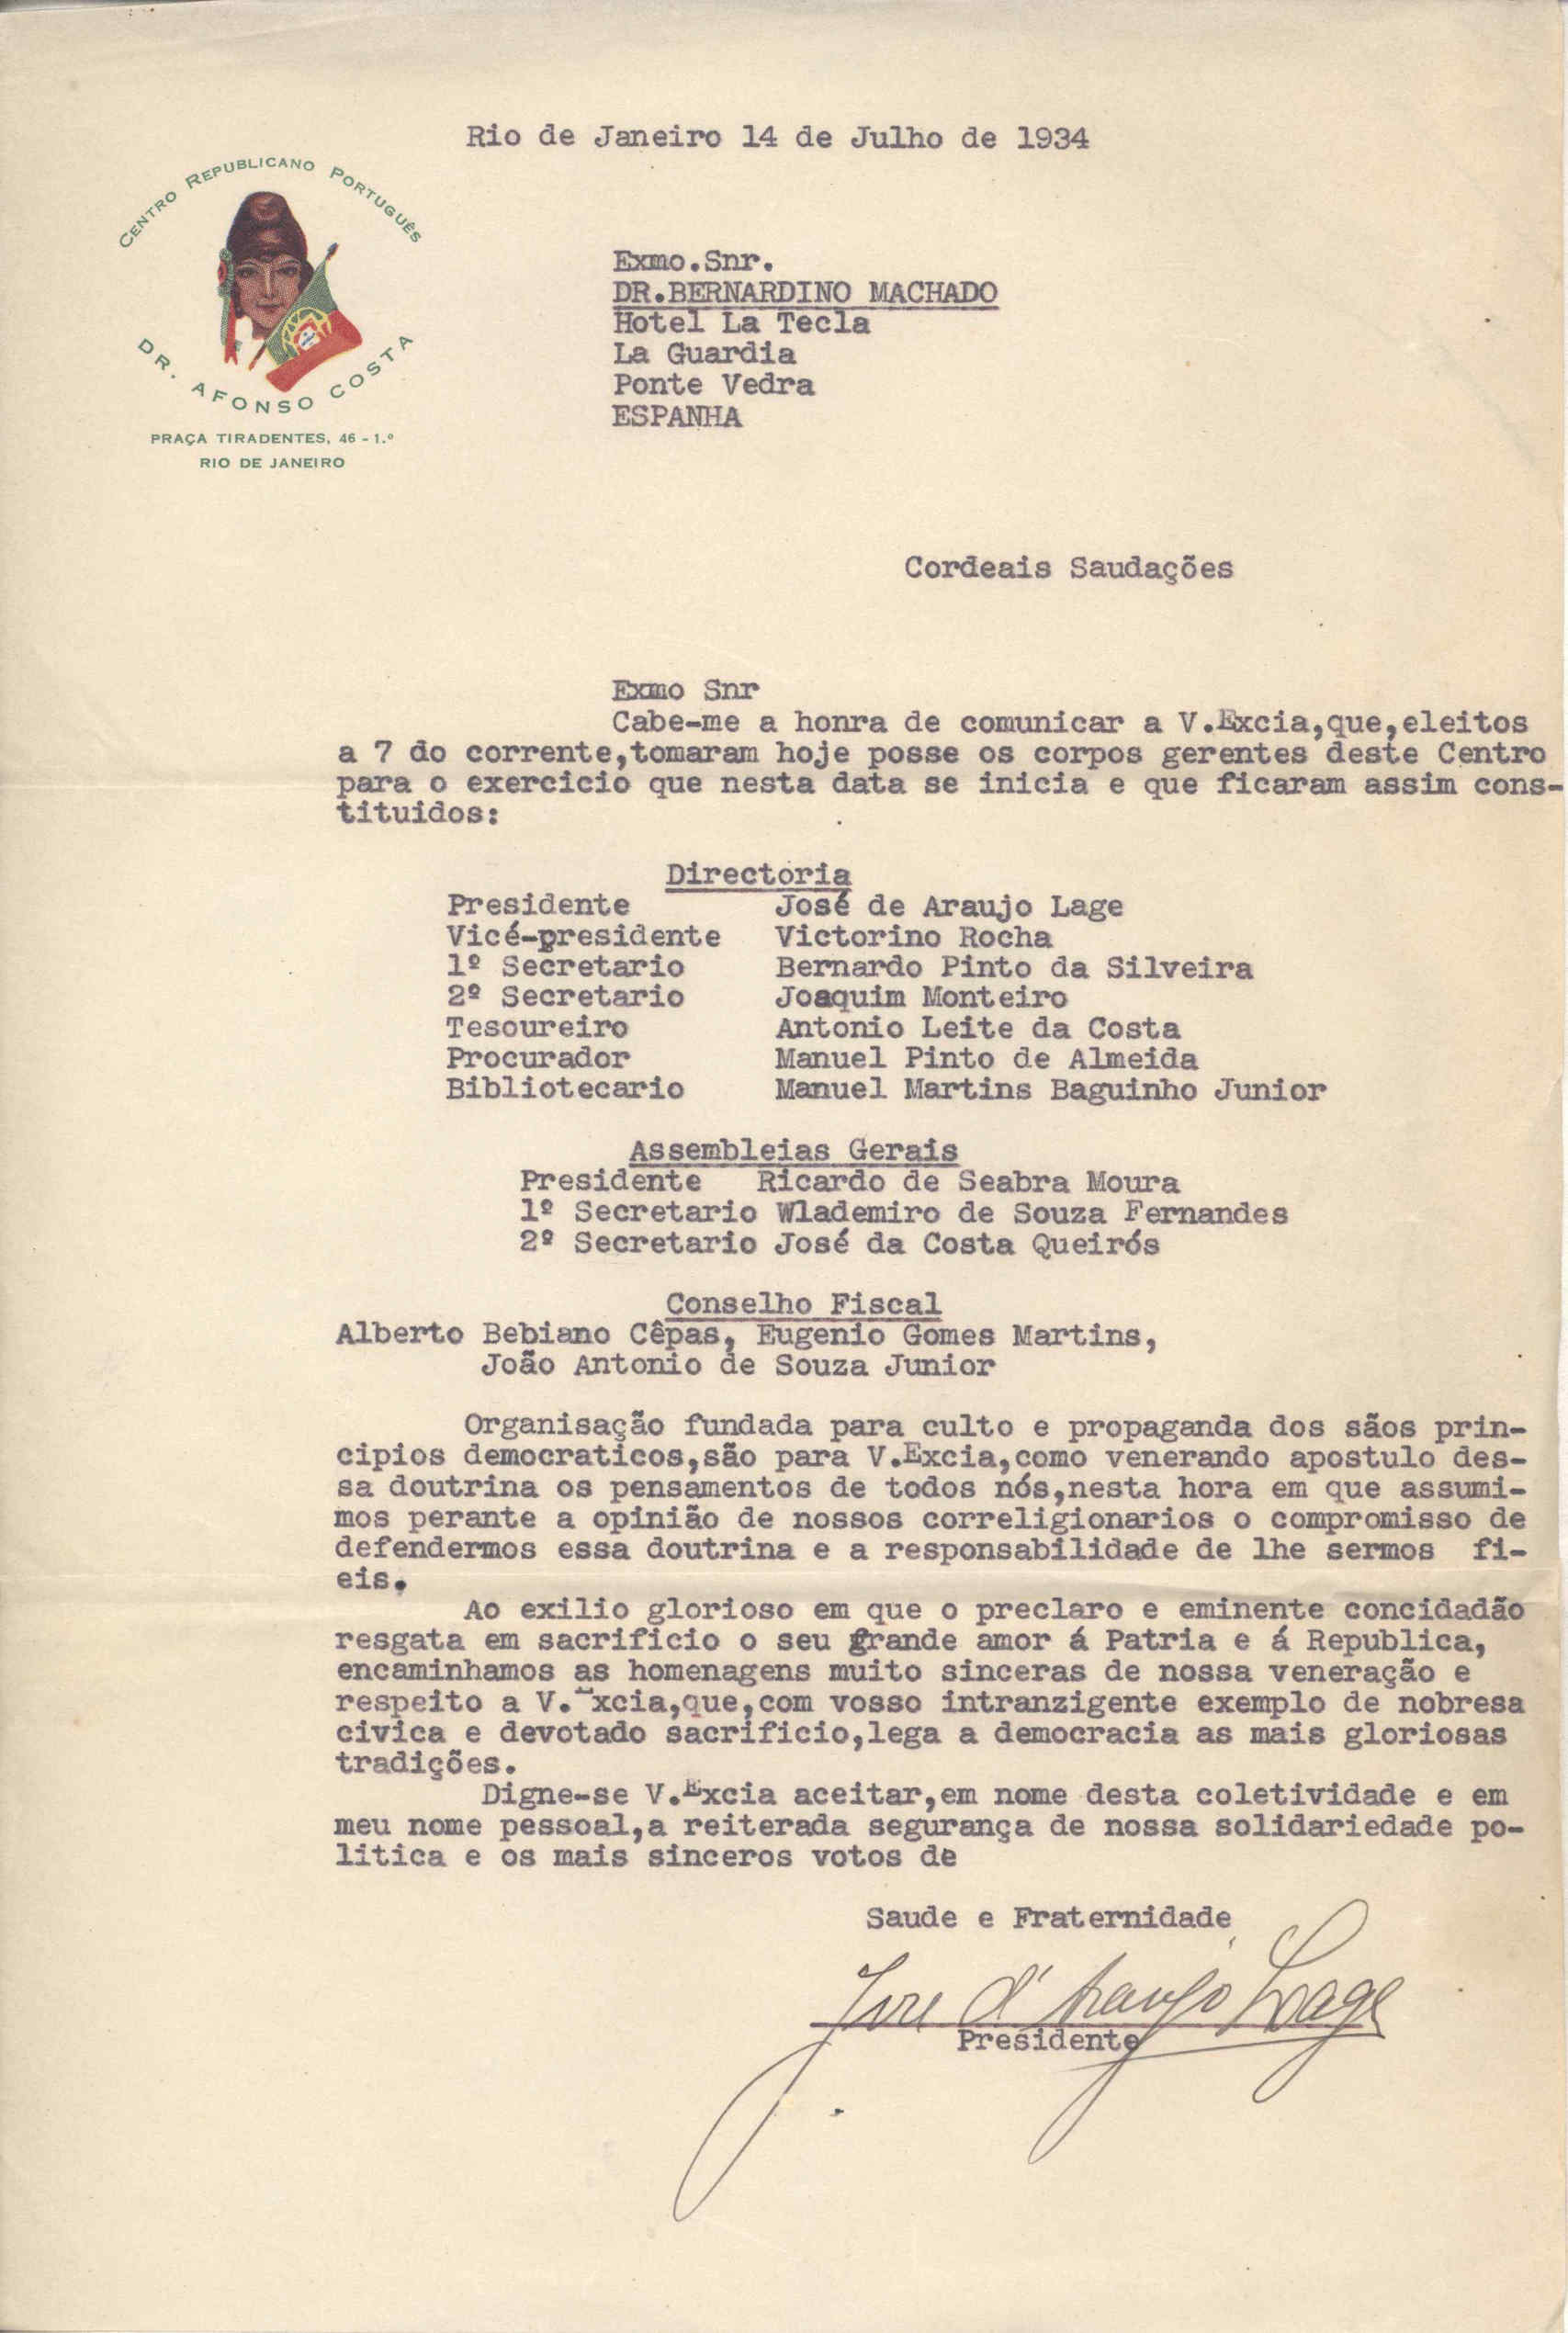 Rio de Janeiro 14 de Julho de 1934
CENTRO REPUBLICANO PORTUGUÊS
DR. AFONSO COSTA
PRAÇA TIRADENTES, 46 - 1.º
RIO DE JANEIRO
Exmo.Snr.
DR.BERNARDINO MACHADO
Hotel La Tecla
La Guardia
Ponte Vedra
ESPANHA
Cordeais Saudações
Exmo Snr
Cabe-me a honra de comunicar a V.Excia,que,eleitos
a 7 do corrente,tomaram hoje posse os corpos gerentes deste Centro
para o exercicio que nesta data se inicia e que ficaram assim cons-
tituidos:
Directoria
Presidente José de Araujo Lage
Vicé-presidente Victorino Rocha
1º Secretario Bernardo Pinto da Silveira
2º Secretario Joaquim Monteiro
Tesoureiro Antonio Leite da Costa
Procurador Manuel Pinto de Almeida
Bibliotecario Manuel Martins Baguinho Junior
Assembleias Gerais
Presidente Ricardo de Seabra Moura
1º Secretario Wlademiro de Souza Fernandes
2º Secretario José da Costa Queirós
Conselho Fiscal
Alberto Bebiano Cêpas, Eugenio Gomes Martins,
João Antonio de Souza Junior
Organisação fundada para culto e propaganda dos sãos prin-
cipios democraticos,são para V.Excia,como venerando apostulo des-
sa doutrina os pensamentos de todos nós,nesta hora em que assumi-
mos perante a opinião de nossos correligionarios o compromisso de
defendermos essa doutrina e a responsabilidade de lhe sermos fi-
eis.
Ao exilio glorioso em que o preclaro e eminente concidadão
resgata em sacrificio o seu grande amor á Patria e á Republica,
encaminhamos as homenagens muito sinceras de nossa veneração e
respeito a V.Excia,que,com vosso intranzigente exemplo de nobresa
civica e devotado sacrificio,lega a democracia as mais gloriosas
tradições.
Digne-se V.Excia aceitar,em nome desta coletividade e em
meu nome pessoal,a reiterada segurança de nossa solidariedade po-
litica e os mais sinceros votos de
Saude e Fraternidade
José d'Araujo Lage
Presidente